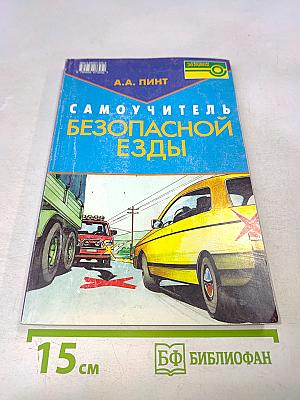 А.А. ПИНТ
САМОУЧИТЕЛЬ
БЕЗОПАСНОЙ
ЕЗДЫ
15 см
БФ БИБЛИОФАН